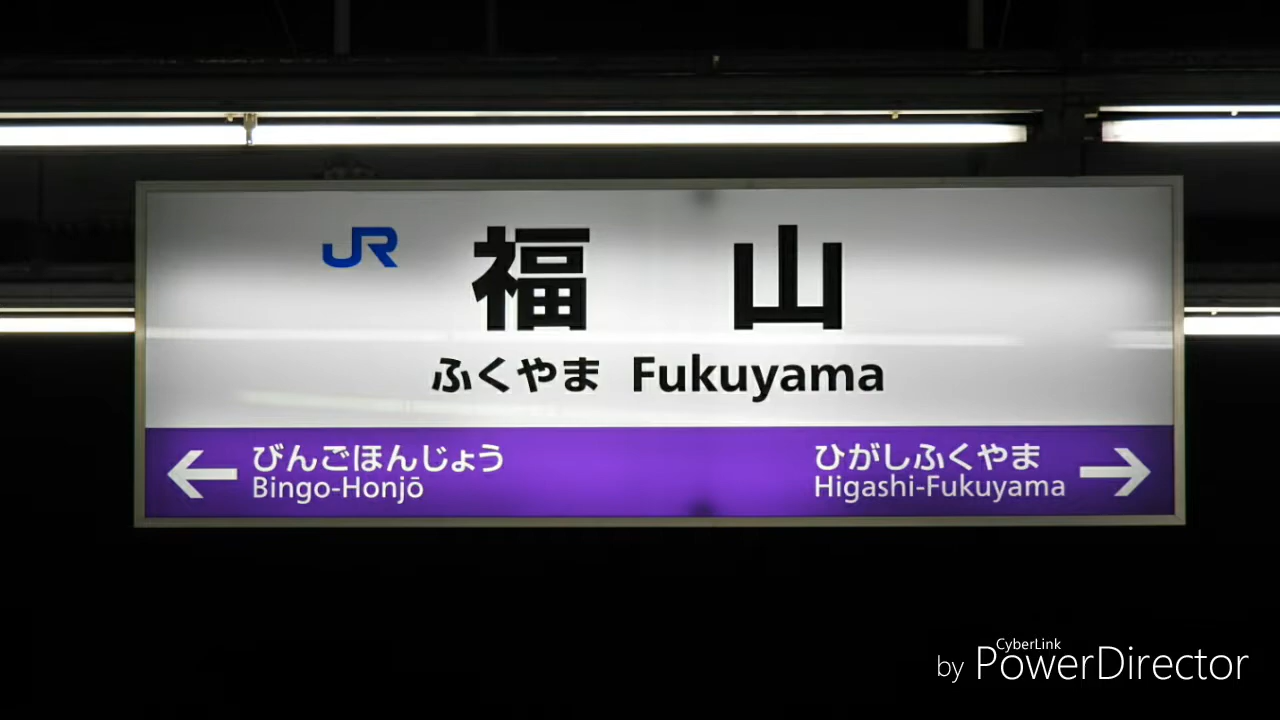 JR 福山
ふくやま Fukuyama
← びんごほんじょう
Bingo-Honjō
ひがしふくやま →
Higashi-Fukuyama
CyberLink
by PowerDirector